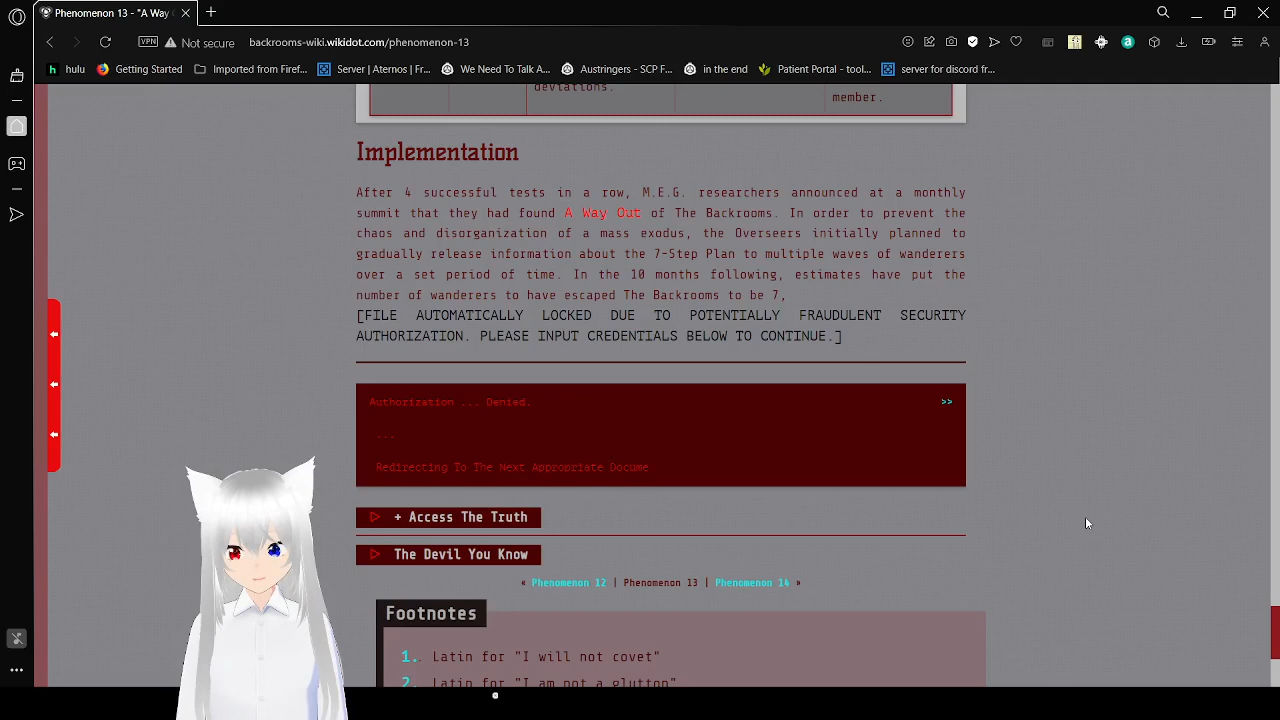 Phenomenon 13 - "A Way
VPN Not secure backrooms-wiki.wikidot.com/phenomenon-13
h hulu Getting Started Imported from Firef... Server | Aternos | Fr... We Need To Talk A... Austringers - SCP F... in the end Patient Portal - tool... server for discord fra...
deviations.
member.
Implementation
After 4 successful tests in a row, M.E.G. researchers announced at a monthly
summit that they had found A Way Out of The Backrooms. In order to prevent the
chaos and disorganization of a mass exodus, the Overseers initially planned to
gradually release information about the 7-Step Plan to multiple waves of wanderers
over a set period of time. In the 10 months following, estimates have put the
number of wanderers to have escaped The Backrooms to be 7,
[FILE AUTOMATICALLY LOCKED DUE TO POTENTIALLY FRAUDULENT SECURITY
AUTHORIZATION. PLEASE INPUT CREDENTIALS BELOW TO CONTINUE.]
Authorization ... Denied. >>
...
Redirecting To The Next Appropriate Docume
+ Access The Truth
The Devil You Know
« Phenomenon 12 | Phenomenon 13 | Phenomenon 14 »
Footnotes
1. Latin for "I will not covet"
2. Latin for "I am not a glutton"